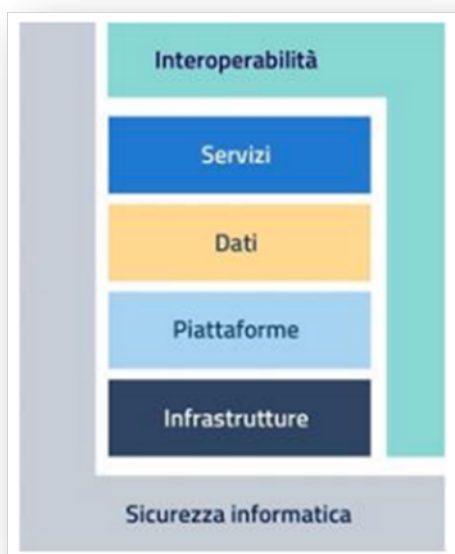 Interoperabilità
Servizi
Dati
Piattaforme
Infrastrutture
Sicurezza informatica